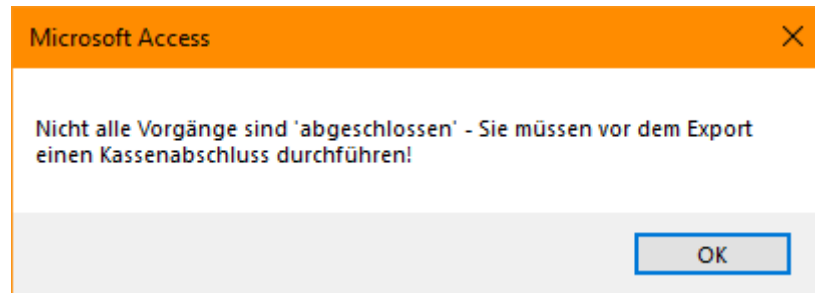 Microsoft Access
Nicht alle Vorgänge sind 'abgeschlossen' - Sie müssen vor dem Export
einen Kassenabschluss durchführen!
OK